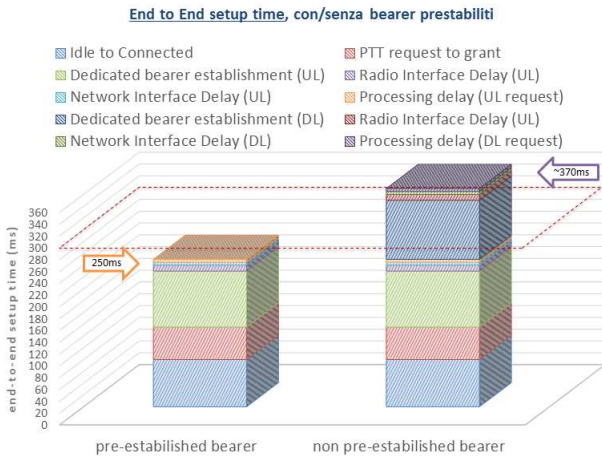 End to End setup time, con/senza bearer prestabiliti
Idle to Connected
PTT request to grant
Dedicated bearer establishment (UL)
Radio Interface Delay (UL)
Network Interface Delay (UL)
Processing delay (UL request)
Dedicated bearer establishment (DL)
Radio Interface Delay (UL)
Network Interface Delay (DL)
Processing delay (DL request)
~370ms
250ms
end-to-end setup time (ms)
360
340
320
300
280
260
240
220
200
180
160
140
120
100
80
60
40
20
0
pre-estabilished bearer
non pre-estabilished bearer